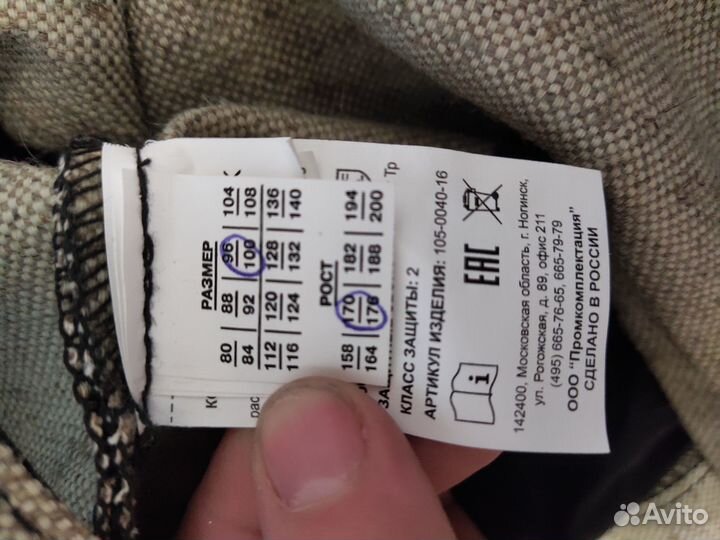 РАЗМЕР
80 88 96 104
84 92 100 108
112 120 128 136
116 124 132 140
РОСТ
158 170 182 194
164 176 188 200
КЛАСС ЗАЩИТЫ: 2
АРТИКУЛ ИЗДЕЛИЯ: 105-0040-16
i
EAC
142400, Московская область, г. Ногинск,
ул. Рогожская, д. 89, офис 211
(495) 665-76-65, 665-79-79
ООО "Промкомплектация"
СДЕЛАНО В РОССИИ
Тр
Avito